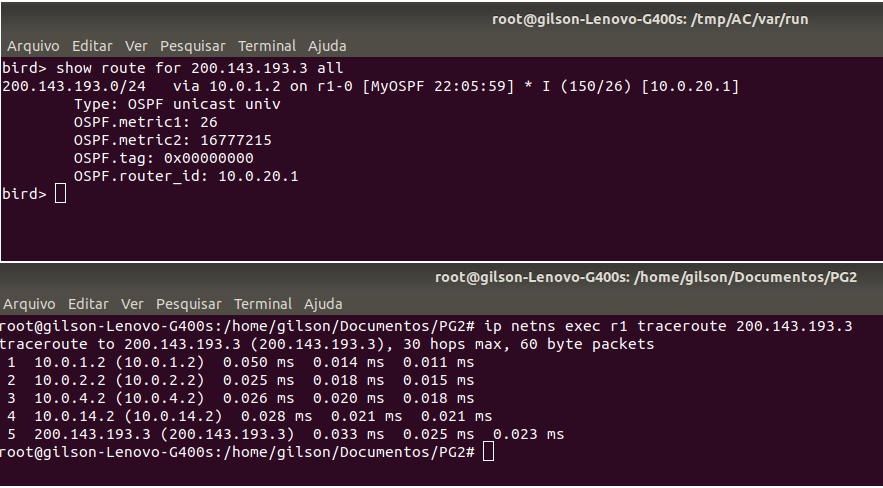 root@gilson-Lenovo-G400s: /tmp/AC/var/run
Arquivo Editar Ver Pesquisar Terminal Ajuda
bird> show route for 200.143.193.3 all
200.143.193.0/24   via 10.0.1.2 on r1-0 [MyOSPF 22:05:59] * I (150/26) [10.0.20.1]
        Type: OSPF unicast univ
        OSPF.metric1: 26
        OSPF.metric2: 16777215
        OSPF.tag: 0x00000000
        OSPF.router_id: 10.0.20.1
bird>
root@gilson-Lenovo-G400s: /home/gilson/Documentos/PG2
Arquivo Editar Ver Pesquisar Terminal Ajuda
root@gilson-Lenovo-G400s:/home/gilson/Documentos/PG2# ip netns exec r1 traceroute 200.143.193.3
traceroute to 200.143.193.3 (200.143.193.3), 30 hops max, 60 byte packets
 1  10.0.1.2 (10.0.1.2)  0.050 ms  0.014 ms  0.011 ms
 2  10.0.2.2 (10.0.2.2)  0.025 ms  0.018 ms  0.015 ms
 3  10.0.4.2 (10.0.4.2)  0.026 ms  0.020 ms  0.018 ms
 4  10.0.14.2 (10.0.14.2)  0.028 ms  0.021 ms  0.021 ms
 5  200.143.193.3 (200.143.193.3)  0.033 ms  0.025 ms  0.023 ms
root@gilson-Lenovo-G400s:/home/gilson/Documentos/PG2#